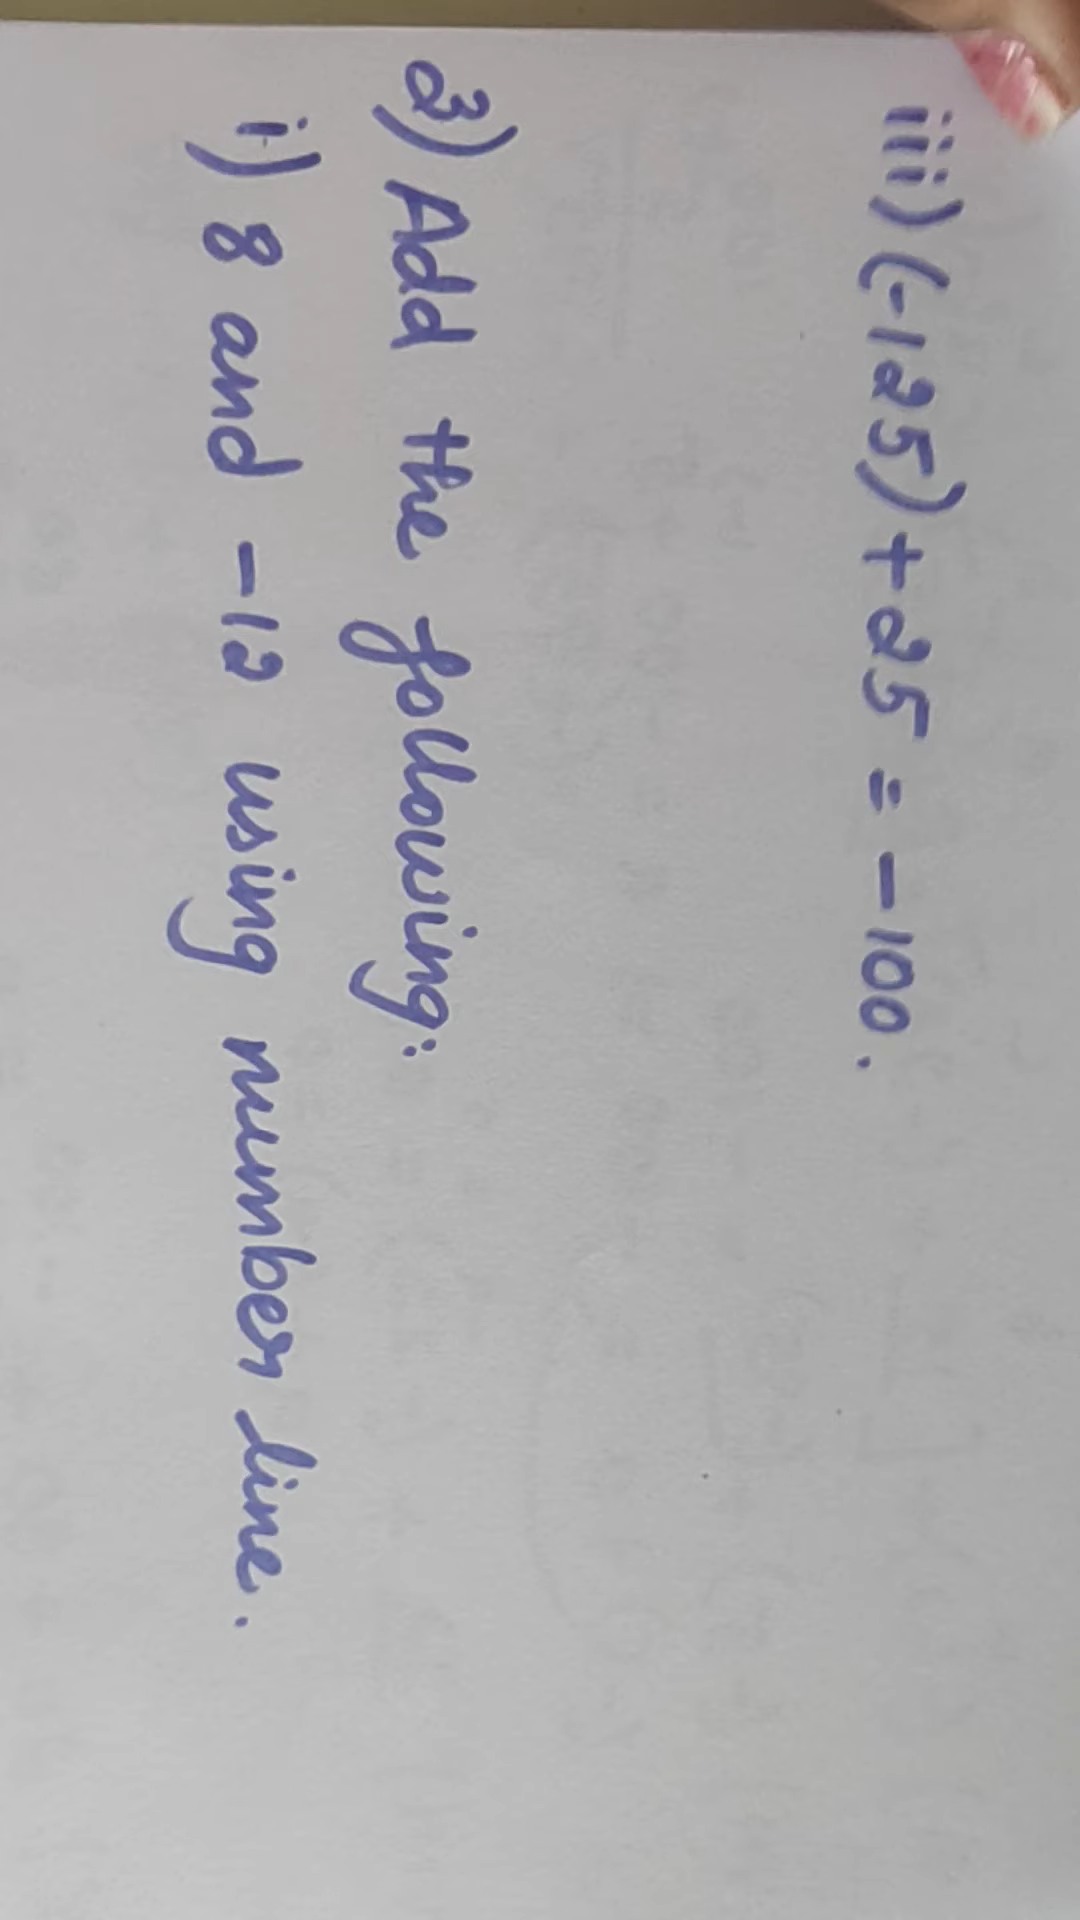 iii) (-125) + 25 = -100.
2) Add the following:
i) 8 and -12 using number line.